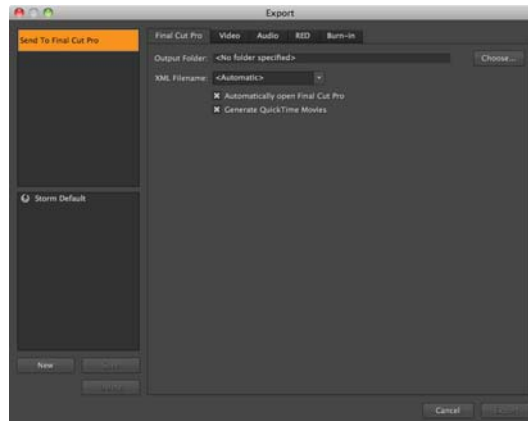 Export
Send To Final Cut Pro
Final Cut Pro Video Audio RED Burn-in
Output Folder: <No folder specified> Choose...
XML Filename: <Automatic>
Automatically open Final Cut Pro
Generate QuickTime Movies
Storm Default
New
Cancel